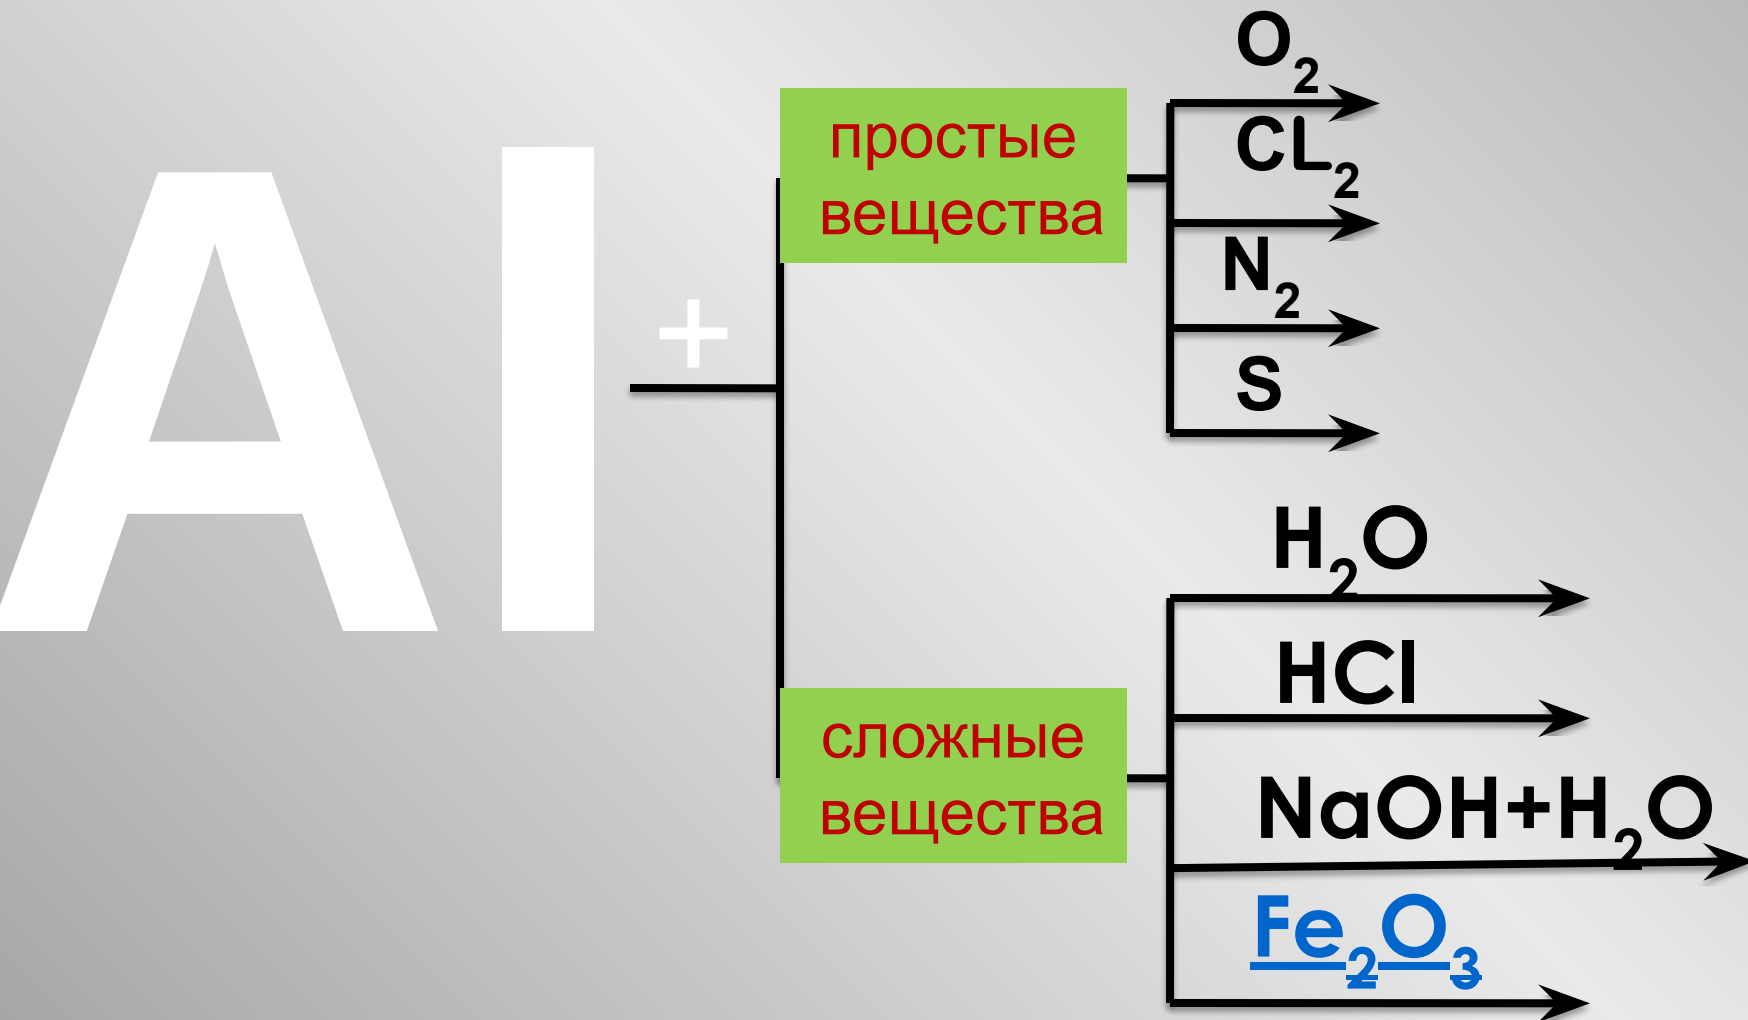 Al
+
простые
вещества
O₂
CL₂
N₂
S
сложные
вещества
H₂O
HCl
NaOH+H₂O
Fe₂O₃